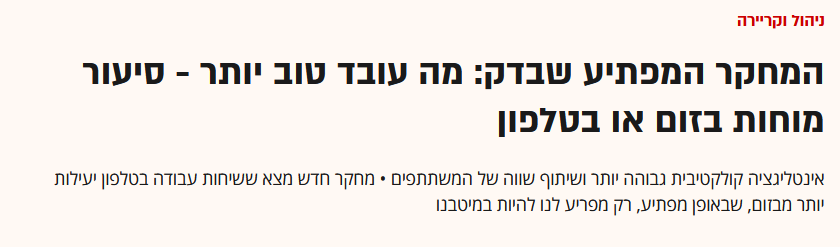 ניהול וקריירה
המחקר המפתיע שבדק: מה עובד טוב יותר - סיעור
מוחות בזום או בטלפון
אינטליגציה קולקטיבית גבוהה יותר ושיתוף שווה של המשתתפים • מחקר חדש מצא ששיחות עבודה בטלפון יעילות
יותר מבזום, שבאופן מפתיע, רק מפריע לנו להיות במיטבנו